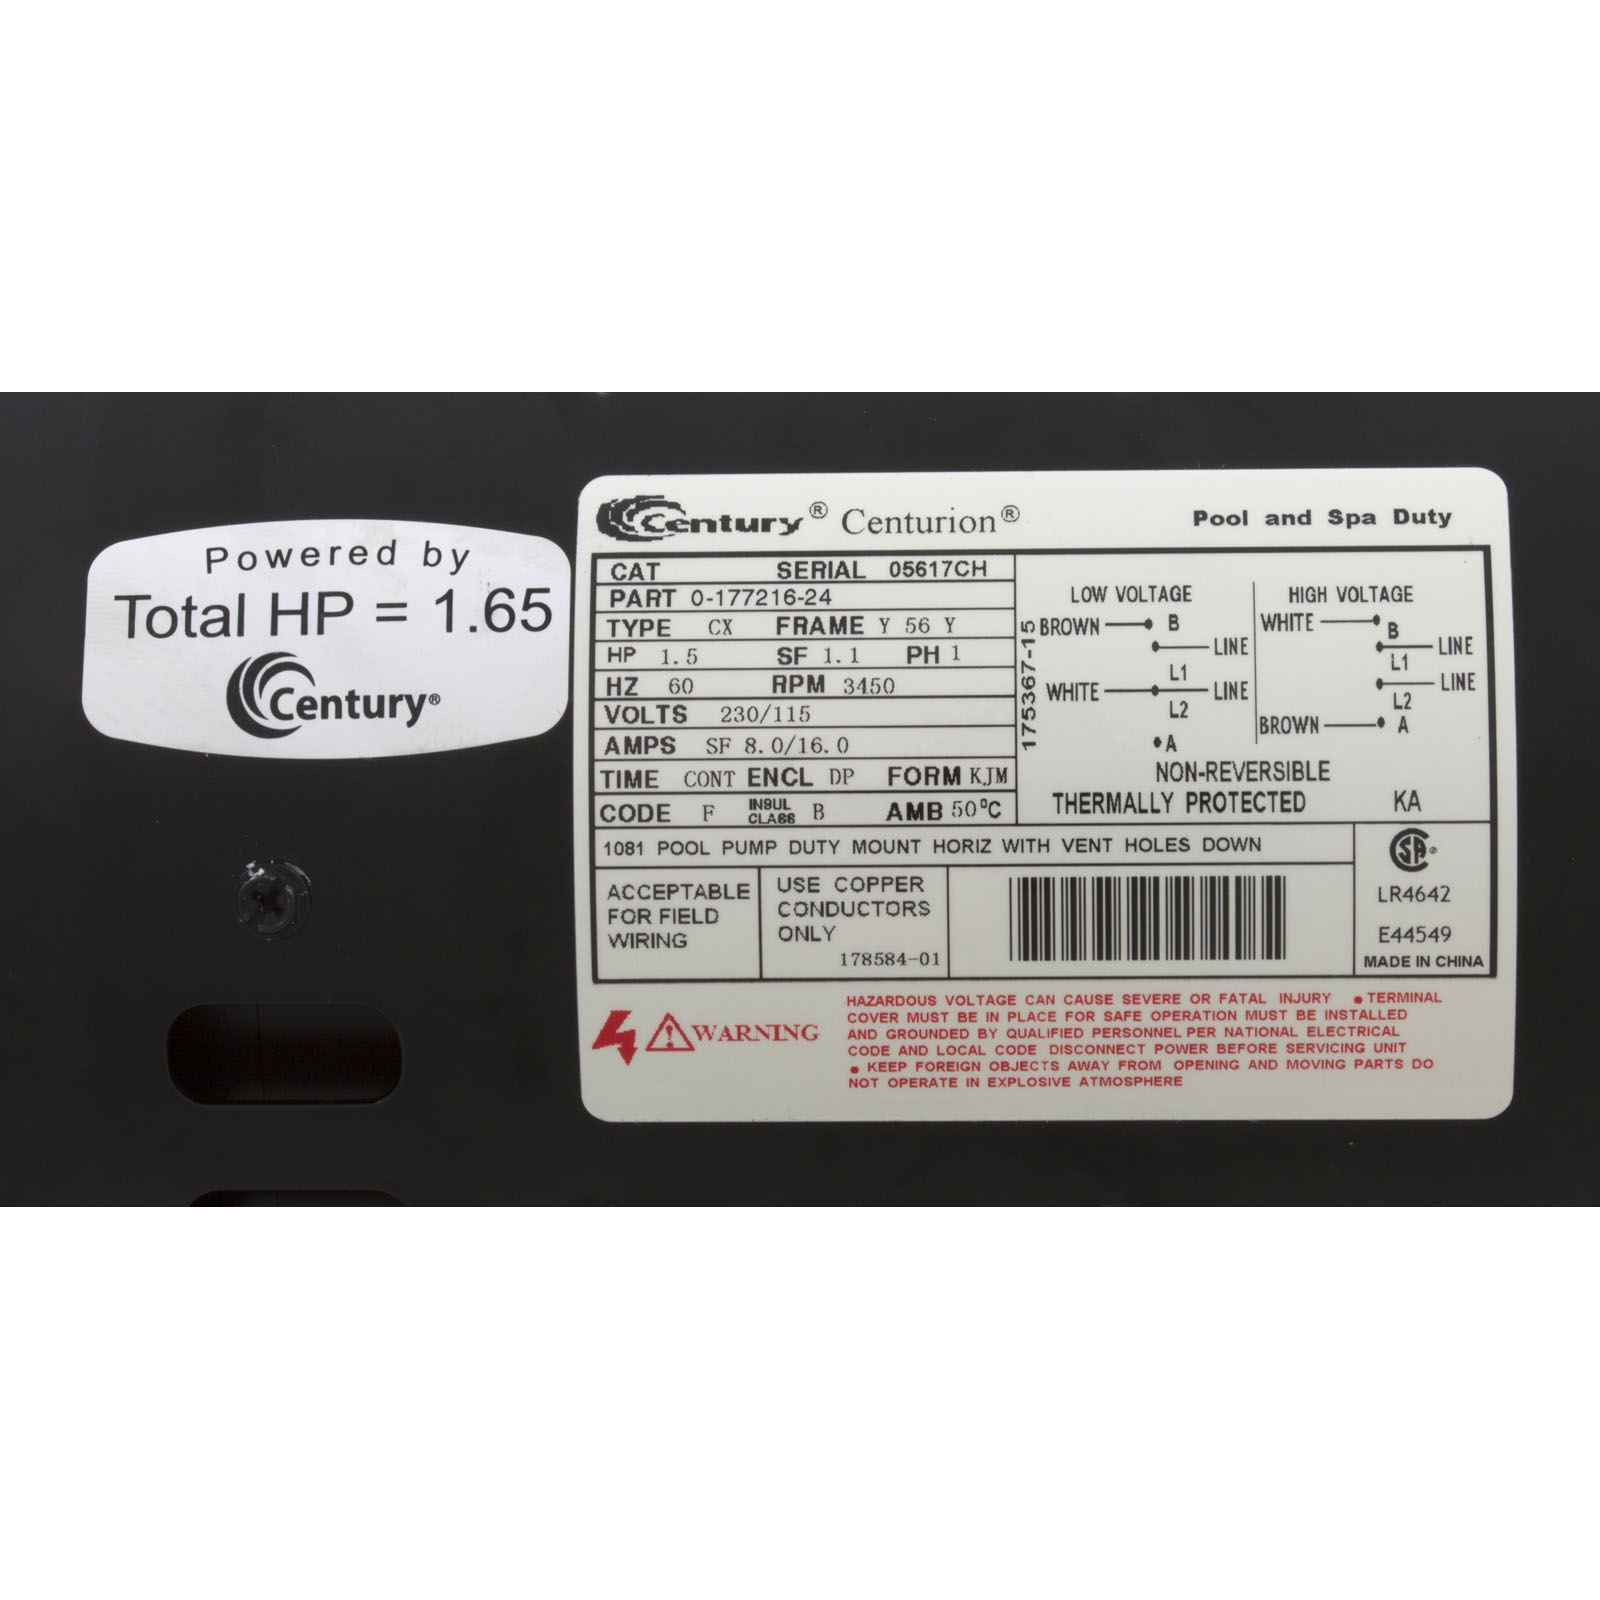 Powered by
Total HP = 1.65
Century®
Century® Centurion® Pool and Spa Duty
CAT SERIAL 05617CH
PART 0-177216-24
TYPE CX FRAME Y 56 Y
HP 1.5 SF 1.1 PH 1
HZ 60 RPM 3450
VOLTS 230/115
AMPS SF 8.0/16.0
TIME CONT ENCL DP FORM KJM
CODE F INSUL CLASS B AMB 50°C
175367-15
LOW VOLTAGE
BROWN B
LINE
L1
WHITE LINE
L2
A
HIGH VOLTAGE
WHITE B
LINE
L1
LINE
L2
BROWN A
NON-REVERSIBLE
THERMALLY PROTECTED KA
1081 POOL PUMP DUTY MOUNT HORIZ WITH VENT HOLES DOWN
ACCEPTABLE
FOR FIELD
WIRING
USE COPPER
CONDUCTORS
ONLY
178584-01
SA®
LR4642
E44549
MADE IN CHINA
WARNING
HAZARDOUS VOLTAGE CAN CAUSE SEVERE OR FATAL INJURY • TERMINAL
COVER MUST BE IN PLACE FOR SAFE OPERATION MUST BE INSTALLED
AND GROUNDED BY QUALIFIED PERSONNEL PER NATIONAL ELECTRICAL
CODE AND LOCAL CODE DISCONNECT POWER BEFORE SERVICING UNIT
• KEEP FOREIGN OBJECTS AWAY FROM OPENING AND MOVING PARTS DO
NOT OPERATE IN EXPLOSIVE ATMOSPHERE